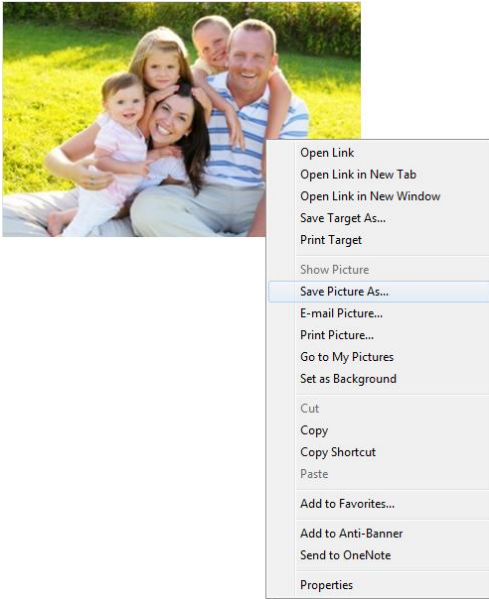 Open Link
Open Link in New Tab
Open Link in New Window
Save Target As...
Print Target
Show Picture
Save Picture As...
E-mail Picture...
Print Picture...
Go to My Pictures
Set as Background
Cut
Copy
Copy Shortcut
Paste
Add to Favorites...
Add to Anti-Banner
Send to OneNote
Properties